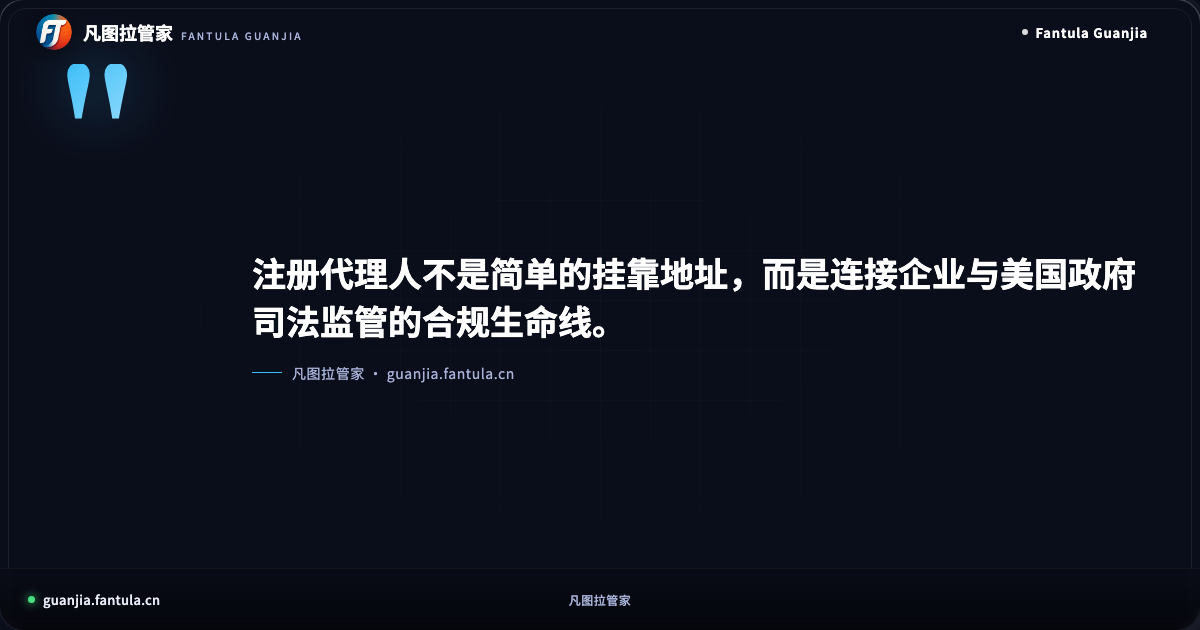 FT 凡图拉管家 FANTULA GUANJIA
Fantula Guanjia
"
注册代理人不是简单的挂靠地址，而是连接企业与美国政府
司法监管的合规生命线。
凡图拉管家 · guanjia.fantula.cn
guanjia.fantula.cn
凡图拉管家